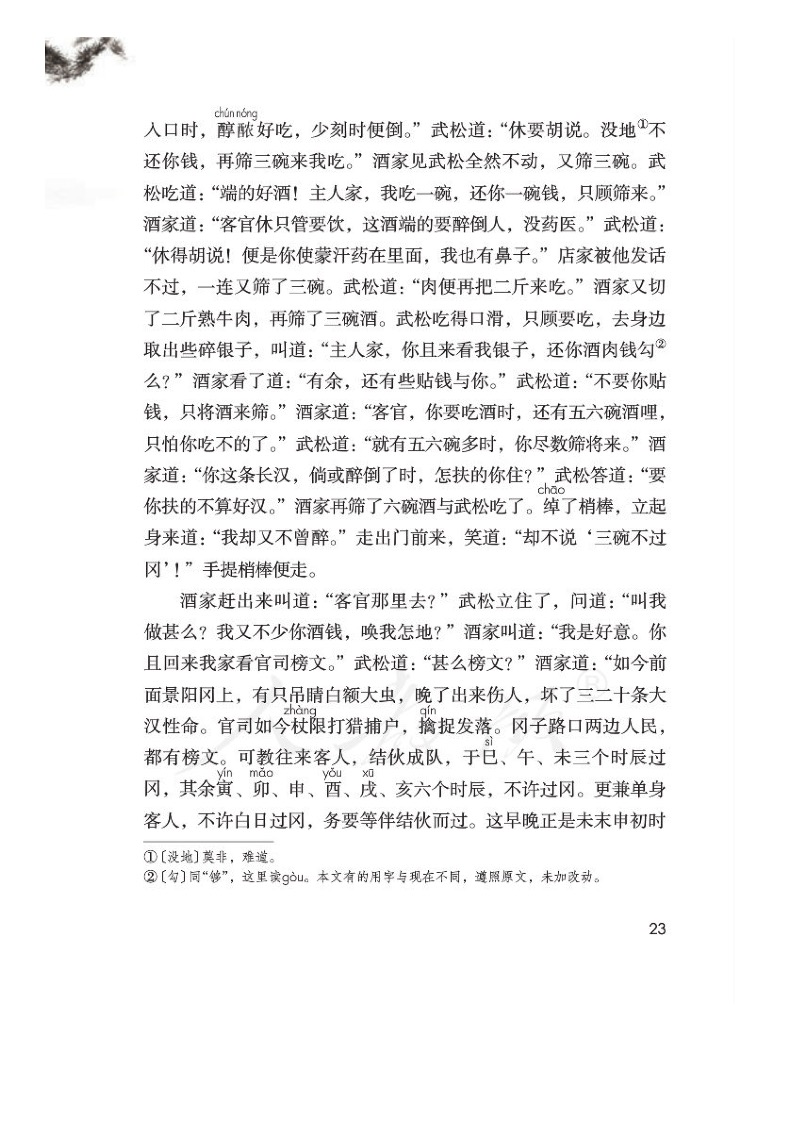 chún nóng
入口时，醇酽好吃，少刻时便倒。”武松道：“休要胡说。没地①不
还你钱，再筛三碗来我吃。”酒家见武松全然不动，又筛三碗。武
松吃道：“端的好酒！主人家，我吃一碗，还你一碗钱，只顾筛来。”
酒家道：“客官休只管要饮，这酒端的要醉倒人，没药医。”武松道：
“休得胡说！便是你使蒙汗药在里面，我也有鼻子。”店家被他发话
不过，一连又筛了三碗。武松道：“肉便再把二斤来吃。”酒家又切
了二斤熟牛肉，再筛了三碗酒。武松吃得口滑，只顾要吃，去身边
取出些碎银子，叫道：“主人家，你且来看我银子，还你酒肉钱勾②
么？”酒家看了道：“有余，还有些贴钱与你。”武松道：“不要你贴
钱，只将酒来筛。”酒家道：“客官，你要吃酒时，还有五六碗酒哩，
只怕你吃不的了。”武松道：“就有五六碗多时，你尽数筛将来。”酒
家道：“你这条长汉，倘或醉倒了时，怎扶的你住？”武松答道：“要
chāo
你扶的不算好汉。”酒家再筛了六碗酒与武松吃了。绰了梢棒，立起
身来道：“我却又不曾醉。”走出门前来，笑道：“却不说‘三碗不过
冈’！”手提梢棒便走。
酒家赶出来叫道：“客官那里去？”武松立住了，问道：“叫我
做甚么？我又不少你酒钱，唤我怎地？”酒家叫道：“我是好意。你
且回来我家看官司榜文。”武松道：“甚么榜文？”酒家道：“如今前
面景阳冈上，有只吊睛白额大虫，晚了出来伤人，坏了三二十条大
zhàng qín
汉性命。官司如今杖限打猎捕户，擒捉发落。冈子路口两边人民，
sì
都有榜文。可教往来客人，结伙成队，于巳、午、未三个时辰过
yín mǎo yǒu xū
冈，其余寅、卯、申、酉、戌、亥六个时辰，不许过冈。更兼单身
客人，不许白日过冈，务要等伴结伙而过。这早晚正是未末申初时
①〔没地〕莫非，难道。
②〔勾〕同“够”，这里读gòu。本文有的用字与现在不同，遵照原文，未加改动。
23